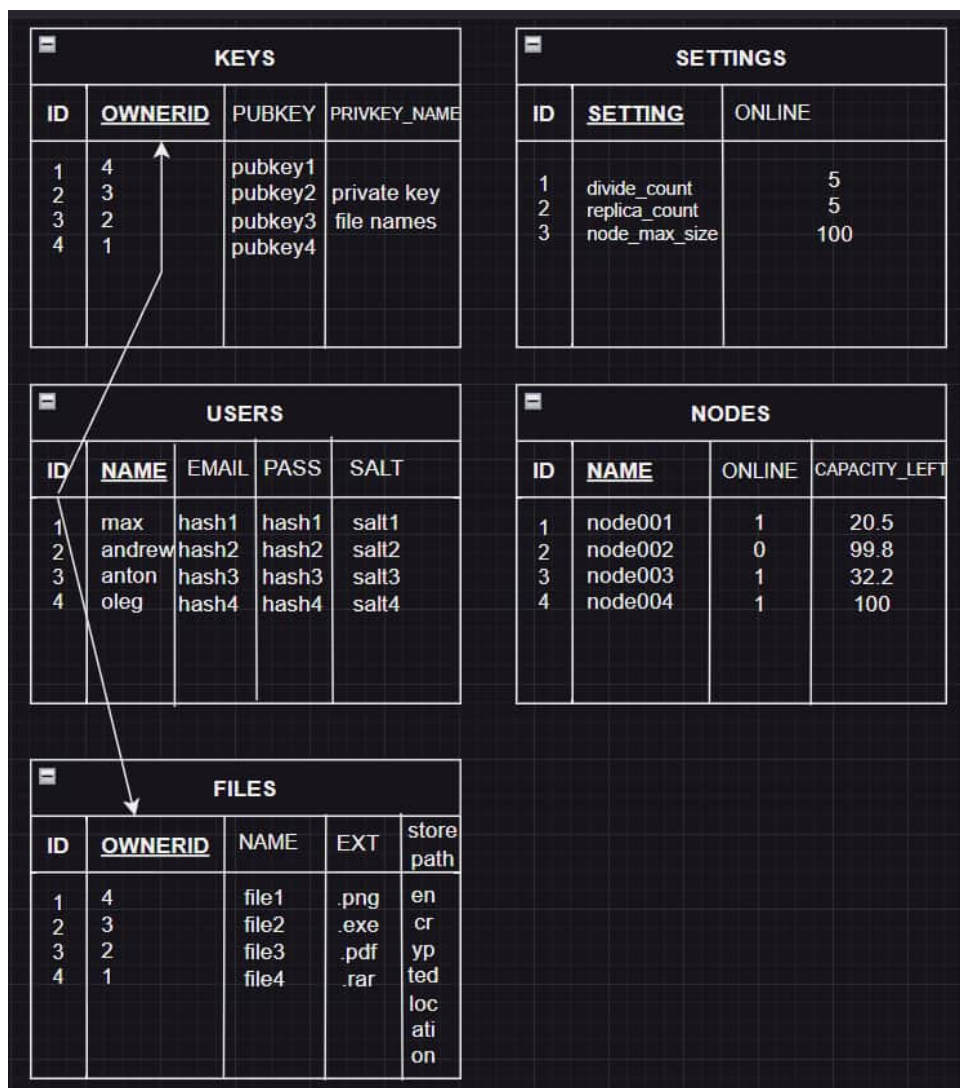 KEYS
ID OWNERID PUBKEY PRIVKEY_NAME
1 4 pubkey1
2 3 pubkey2 private key
3 2 pubkey3 file names
4 1 pubkey4
SETTINGS
ID SETTING ONLINE
1 divide_count 5
2 replica_count 5
3 node_max_size 100
USERS
ID NAME EMAIL PASS SALT
1 max hash1 hash1 salt1
2 andrew hash2 hash2 salt2
3 anton hash3 hash3 salt3
4 oleg hash4 hash4 salt4
NODES
ID NAME ONLINE CAPACITY_LEFT
1 node001 1 20.5
2 node002 0 99.8
3 node003 1 32.2
4 node004 1 100
FILES
ID OWNERID NAME EXT store
path
1 4 file1 .png en
2 3 file2 .exe cr
3 2 file3 .pdf yp
4 1 file4 .rar ted
loc
ati
on